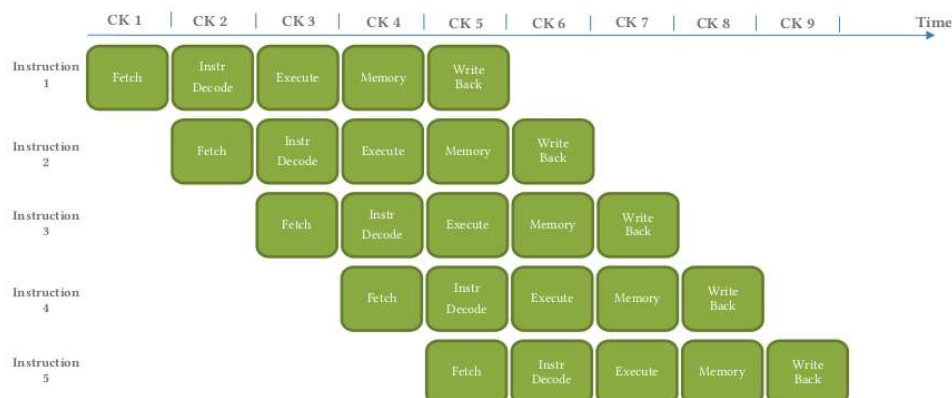 CK 1 CK 2 CK 3 CK 4 CK 5 CK 6 CK 7 CK 8 CK 9 Time
Instruction
1
Fetch
Instr
Decode
Execute
Memory
Write
Back
Instruction
2
Fetch
Instr
Decode
Execute
Memory
Write
Back
Instruction
3
Fetch
Instr
Decode
Execute
Memory
Write
Back
Instruction
4
Fetch
Instr
Decode
Execute
Memory
Write
Back
Instruction
5
Fetch
Instr
Decode
Execute
Memory
Write
Back